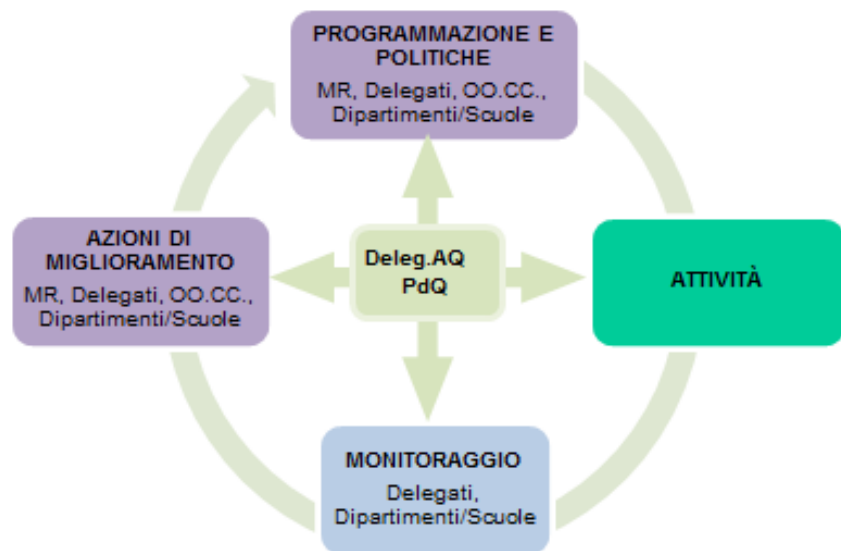 PROGRAMMAZIONE E
POLITICHE
MR, Delegati, OO.CC.,
Dipartimenti/Scuole
AZIONI DI
MIGLIORAMENTO
MR, Delegati, OO.CC.,
Dipartimenti/Scuole
Deleg.AQ
PdQ
ATTIVITÀ
MONITORAGGIO
Delegati,
Dipartimenti/Scuole